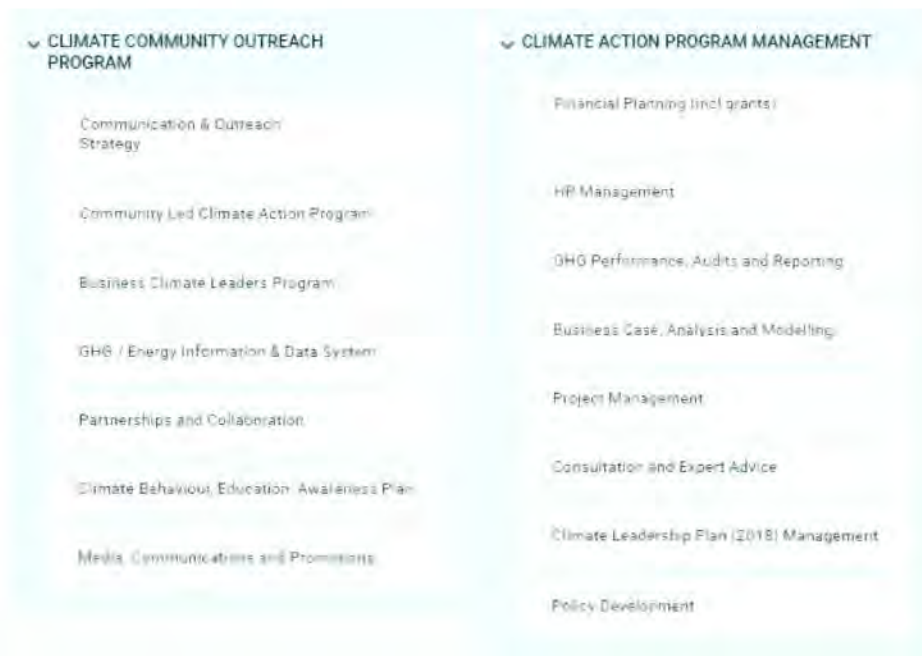 CLIMATE COMMUNITY OUTREACH
PROGRAM
Communication & Outreach
Strategy
Community Led Climate Action Program
Business Climate Leaders Program
GHG / Energy Information & Data System
Partnerships and Collaboration
Climate Behaviour, Education, Awareness Plan
Media, Communications and Promotions
CLIMATE ACTION PROGRAM MANAGEMENT
Financial Planning (incl grants)
HR Management
GHG Performance, Audits and Reporting
Business Case, Analysis and Modelling
Project Management
Consultation and Expert Advice
Climate Leadership Plan (2018) Management
Policy Development